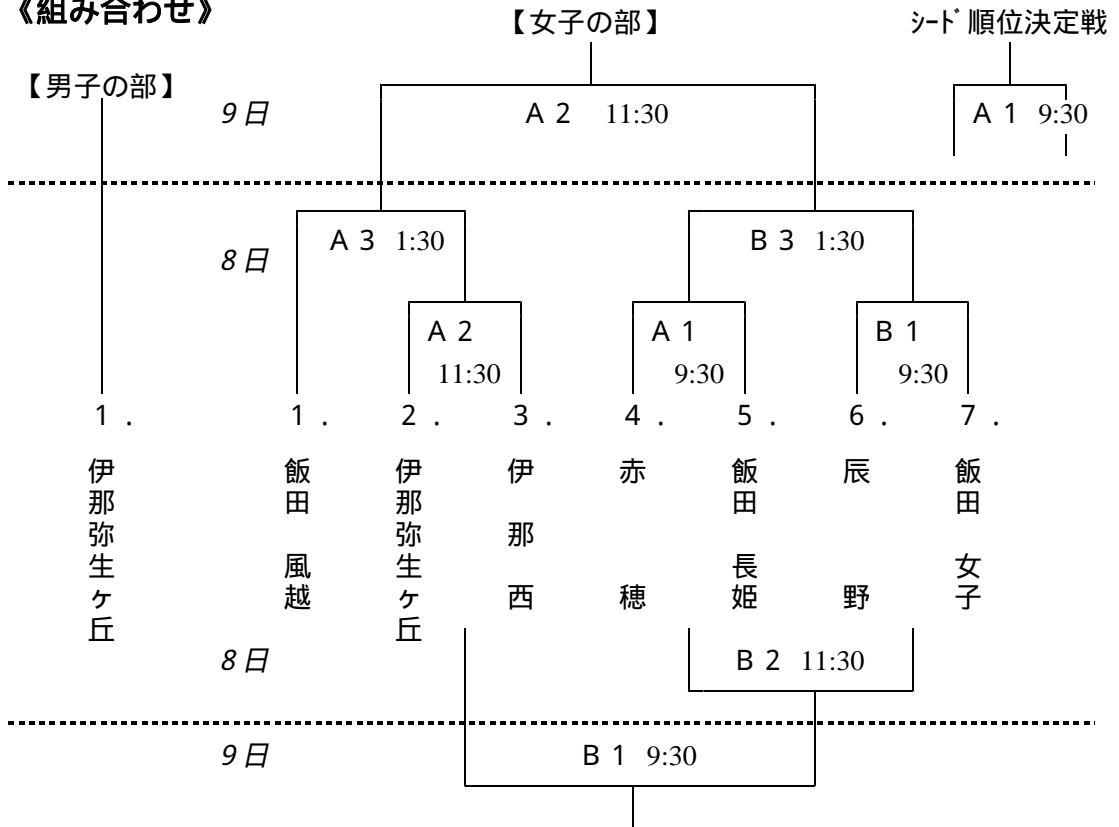 《組み合わせ》
【女子の部】
シード順位決定戦
【男子の部】
9日
A 2 11:30
A 1 9:30
8日
A 3 1:30
B 3 1:30
A 2
11:30
A 1
9:30
B 1
9:30
1.
1.
2.
3.
4.
5.
6.
7.
伊那弥生ヶ丘
飯田 風越
伊那弥生ヶ丘
伊那西
赤穂
飯田 長姫
辰野
飯田 女子
8日
B 2 11:30
9日
B 1 9:30